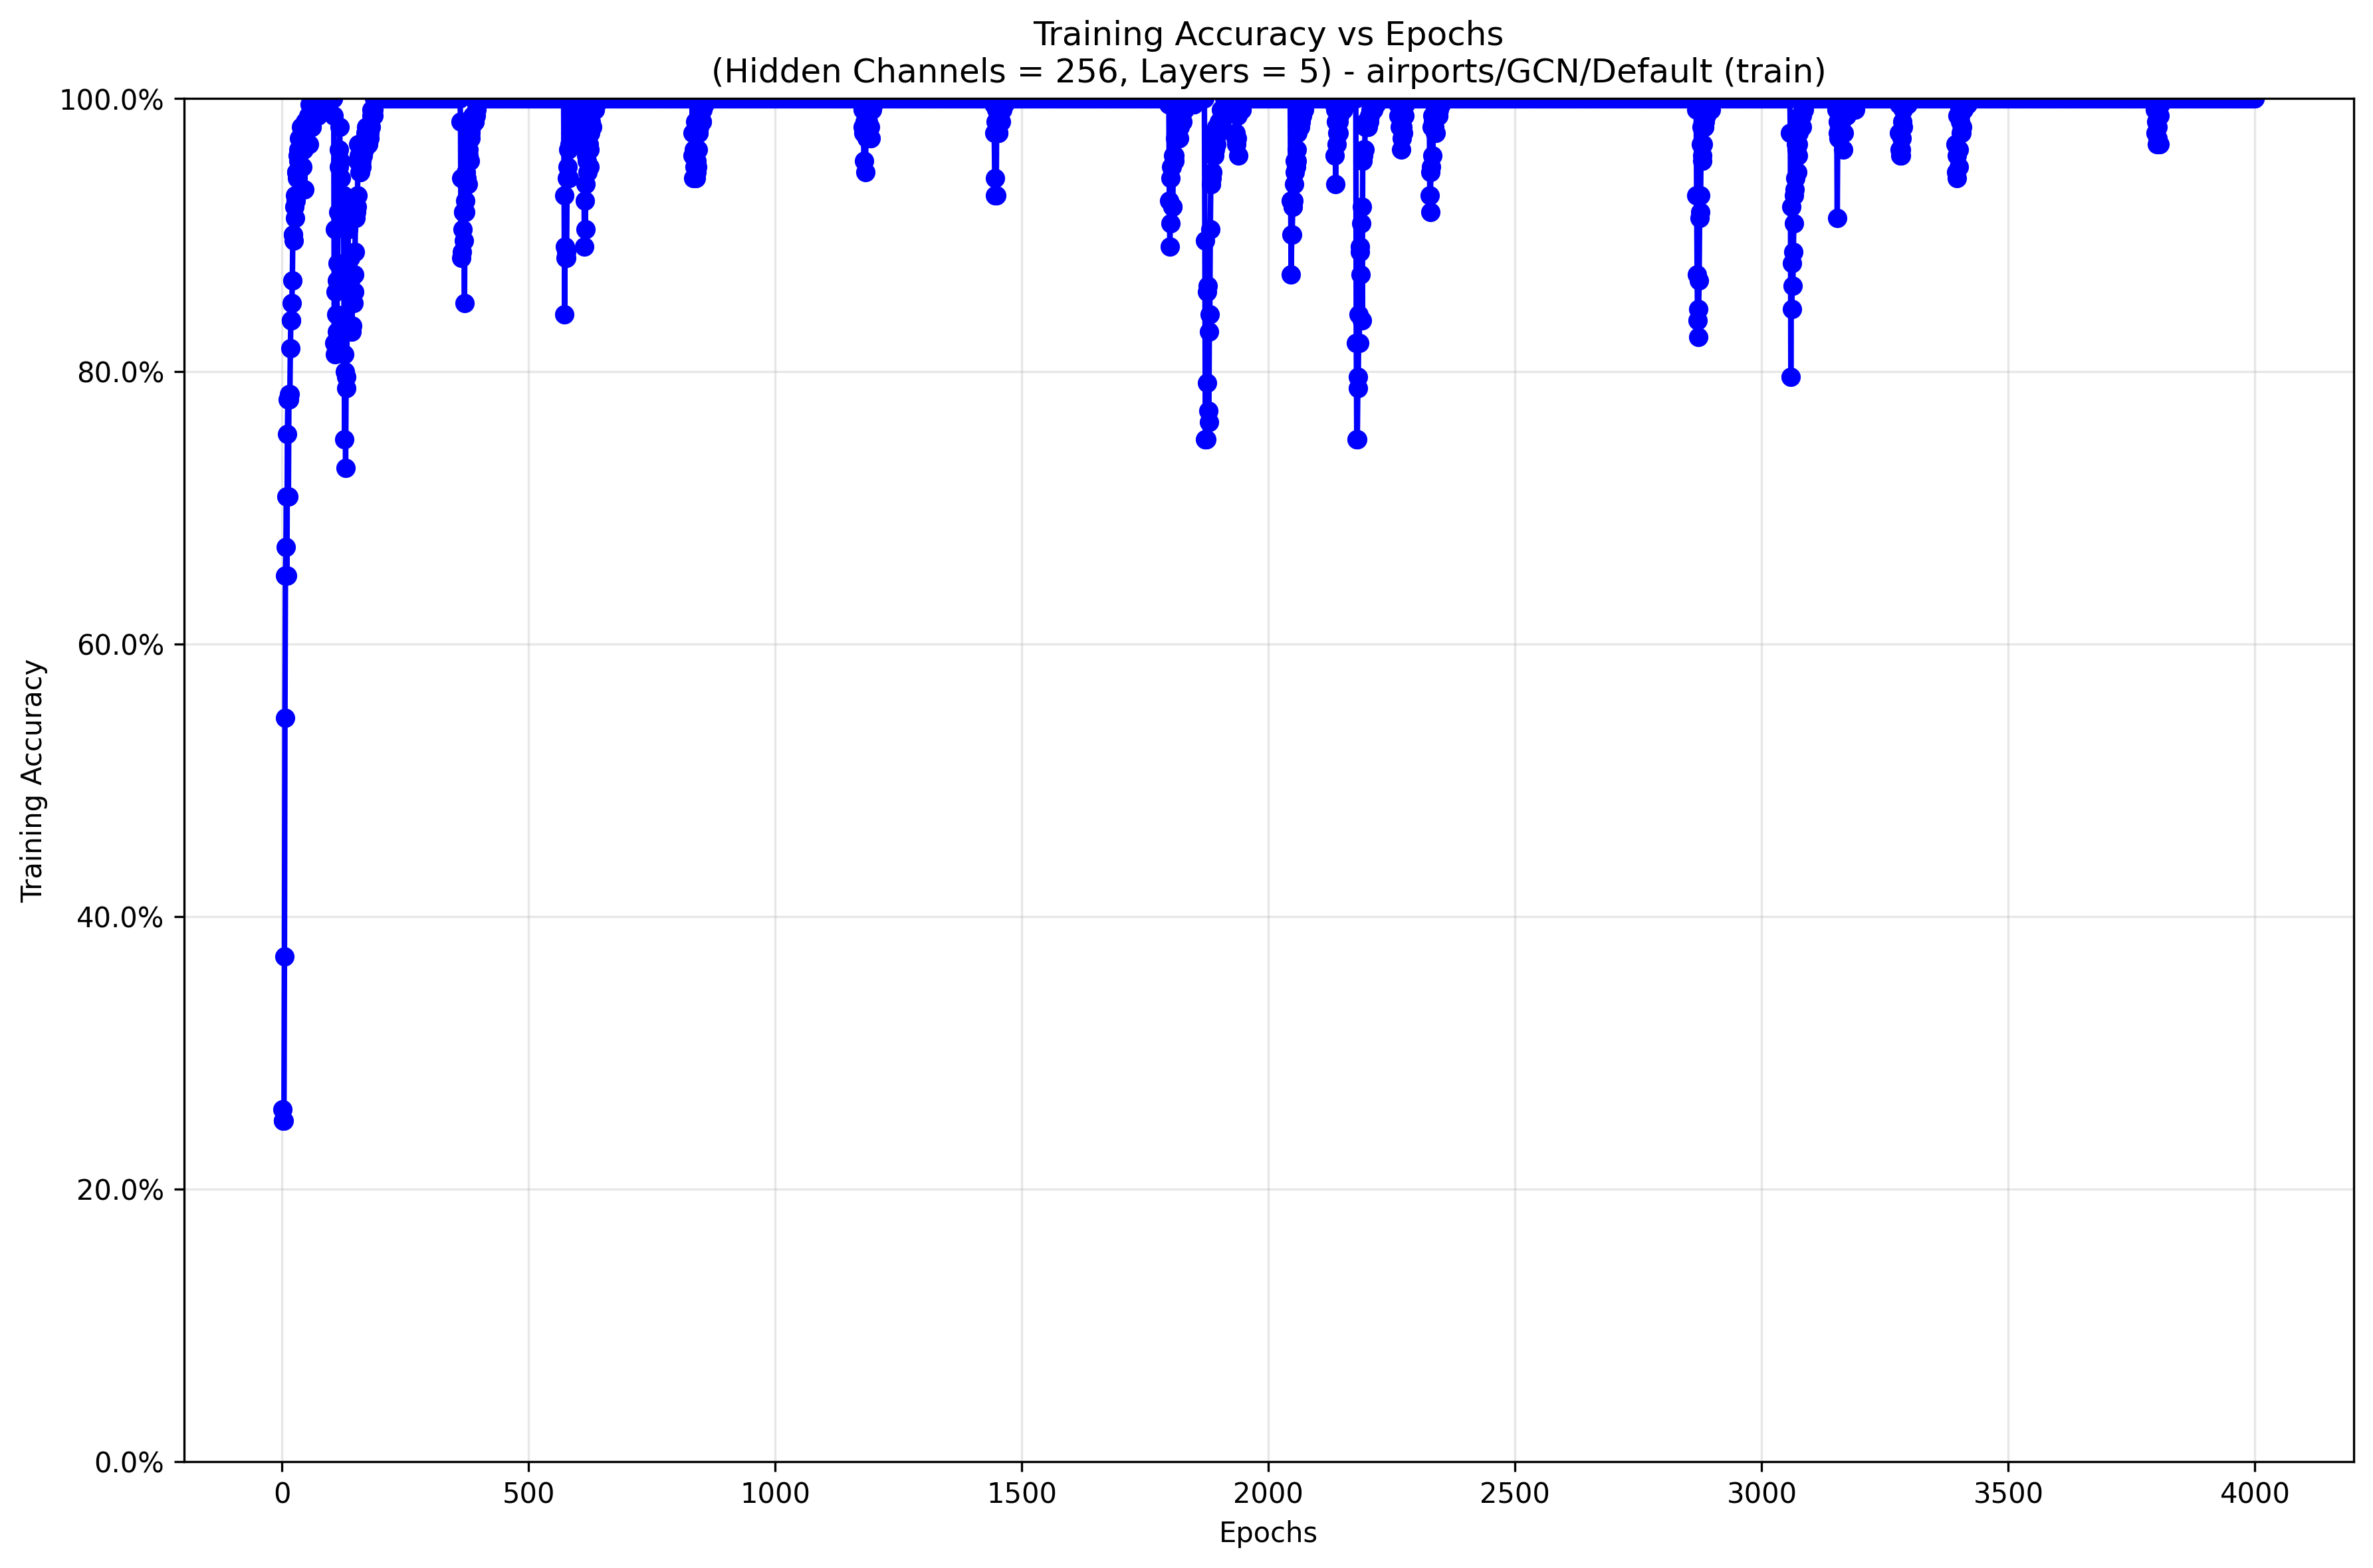 Training Accuracy vs Epochs
(Hidden Channels = 256, Layers = 5) - airports/GCN/Default (train)
100.0%
80.0%
60.0%
40.0%
20.0%
0.0%
Training Accuracy
0 500 1000 1500 2000 2500 3000 3500 4000
Epochs